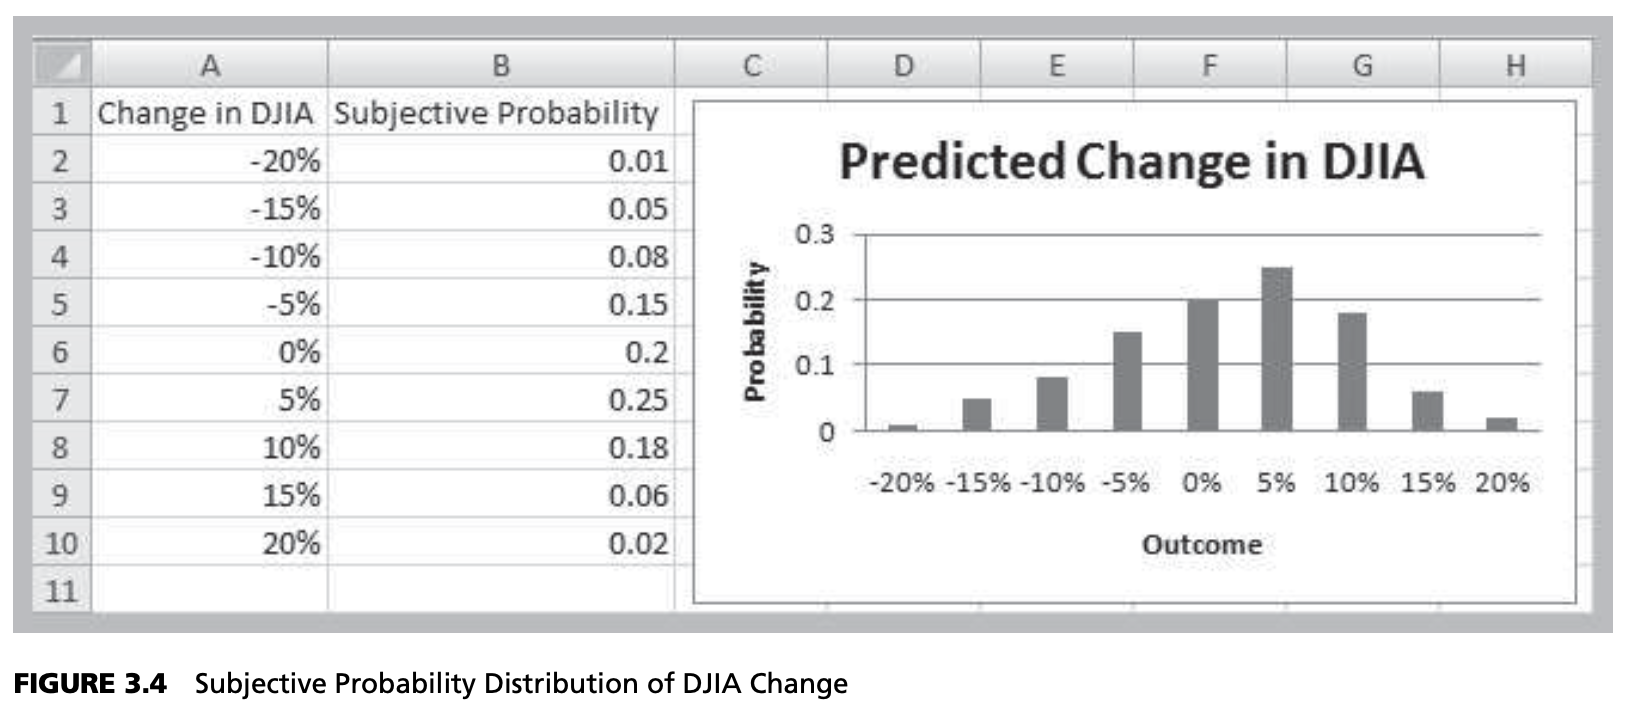 A B C D E F G H
1 Change in DJIA Subjective Probability
2 -20% 0.01
3 -15% 0.05
4 -10% 0.08
5 -5% 0.15
6 0% 0.2
7 5% 0.25
8 10% 0.18
9 15% 0.06
10 20% 0.02
11
Predicted Change in DJIA
Probability
0.3
0.2
0.1
0
-20% -15% -10% -5% 0% 5% 10% 15% 20%
Outcome
FIGURE 3.4 Subjective Probability Distribution of DJIA Change